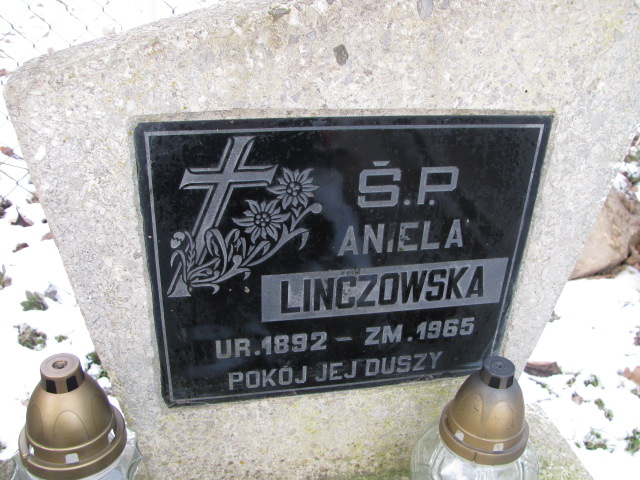 Ś.P.
ANIELA
LINCZOWSKA
UR.1892 - ZM.1965
POKÓJ JEJ DUSZY